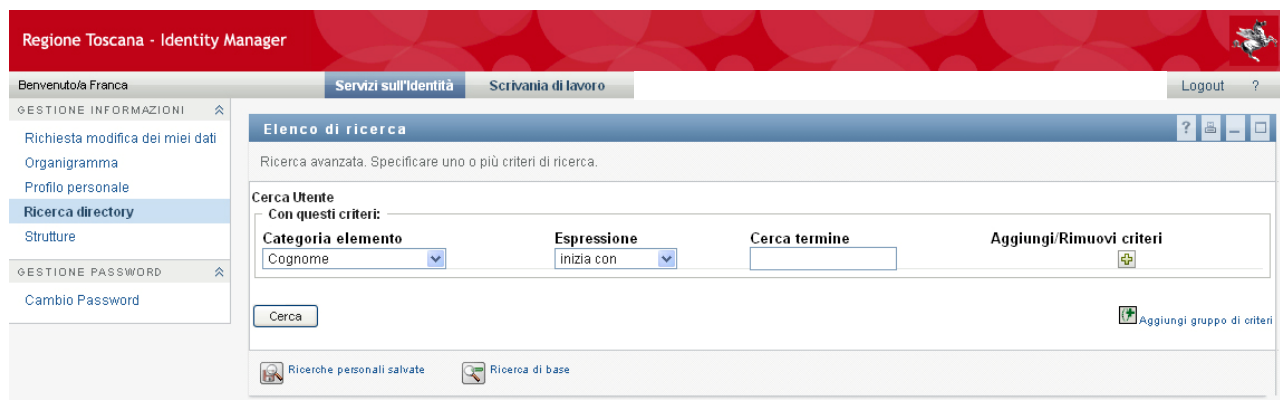 Regione Toscana - Identity Manager
Benvenuto/a Franca
Servizi sull'Identità
Scrivania di lavoro
Logout ?
GESTIONE INFORMAZIONI
Richiesta modifica dei miei dati
Organigramma
Profilo personale
Ricerca directory
Strutture
GESTIONE PASSWORD
Cambio Password
Elenco di ricerca
?
Ricerca avanzata. Specificare uno o più criteri di ricerca.
Cerca Utente
Con questi criteri:
Categoria elemento Espressione Cerca termine Aggiungi/Rimuovi criteri
Cognome inizia con
Cerca
Aggiungi gruppo di criteri
Ricerche personali salvate Ricerca di base